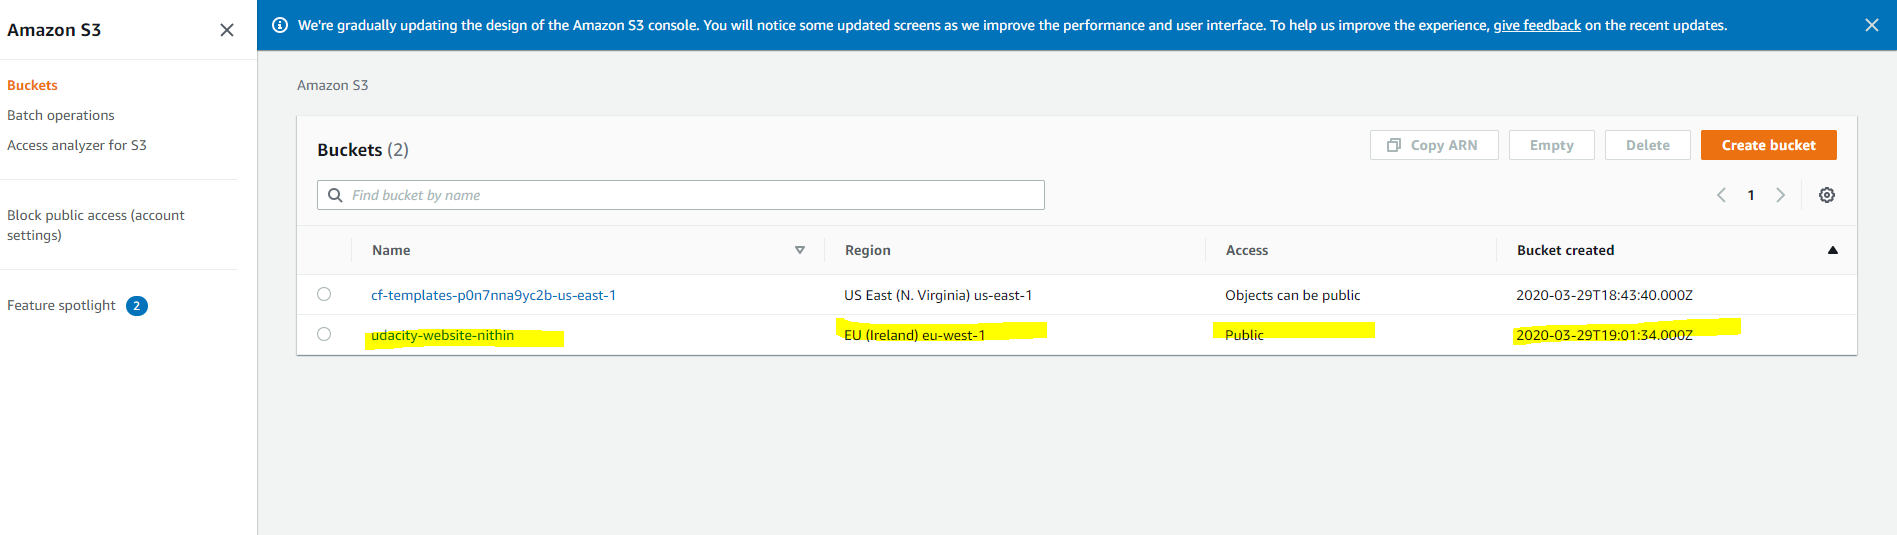 Amazon S3
We're gradually updating the design of the Amazon S3 console. You will notice some updated screens as we improve the performance and user interface. To help us improve the experience, give feedback on the recent updates.
Buckets
Batch operations
Access analyzer for S3
Block public access (account
settings)
Feature spotlight 2
Amazon S3
Buckets (2)
Copy ARN Empty Delete Create bucket
Find bucket by name
1
Name Region Access Bucket created
cf-templates-p0n7nna9yc2b-us-east-1 US East (N. Virginia) us-east-1 Objects can be public 2020-03-29T18:43:40.000Z
udacity-website-nithin EU (Ireland) eu-west-1 Public 2020-03-29T19:01:34.000Z